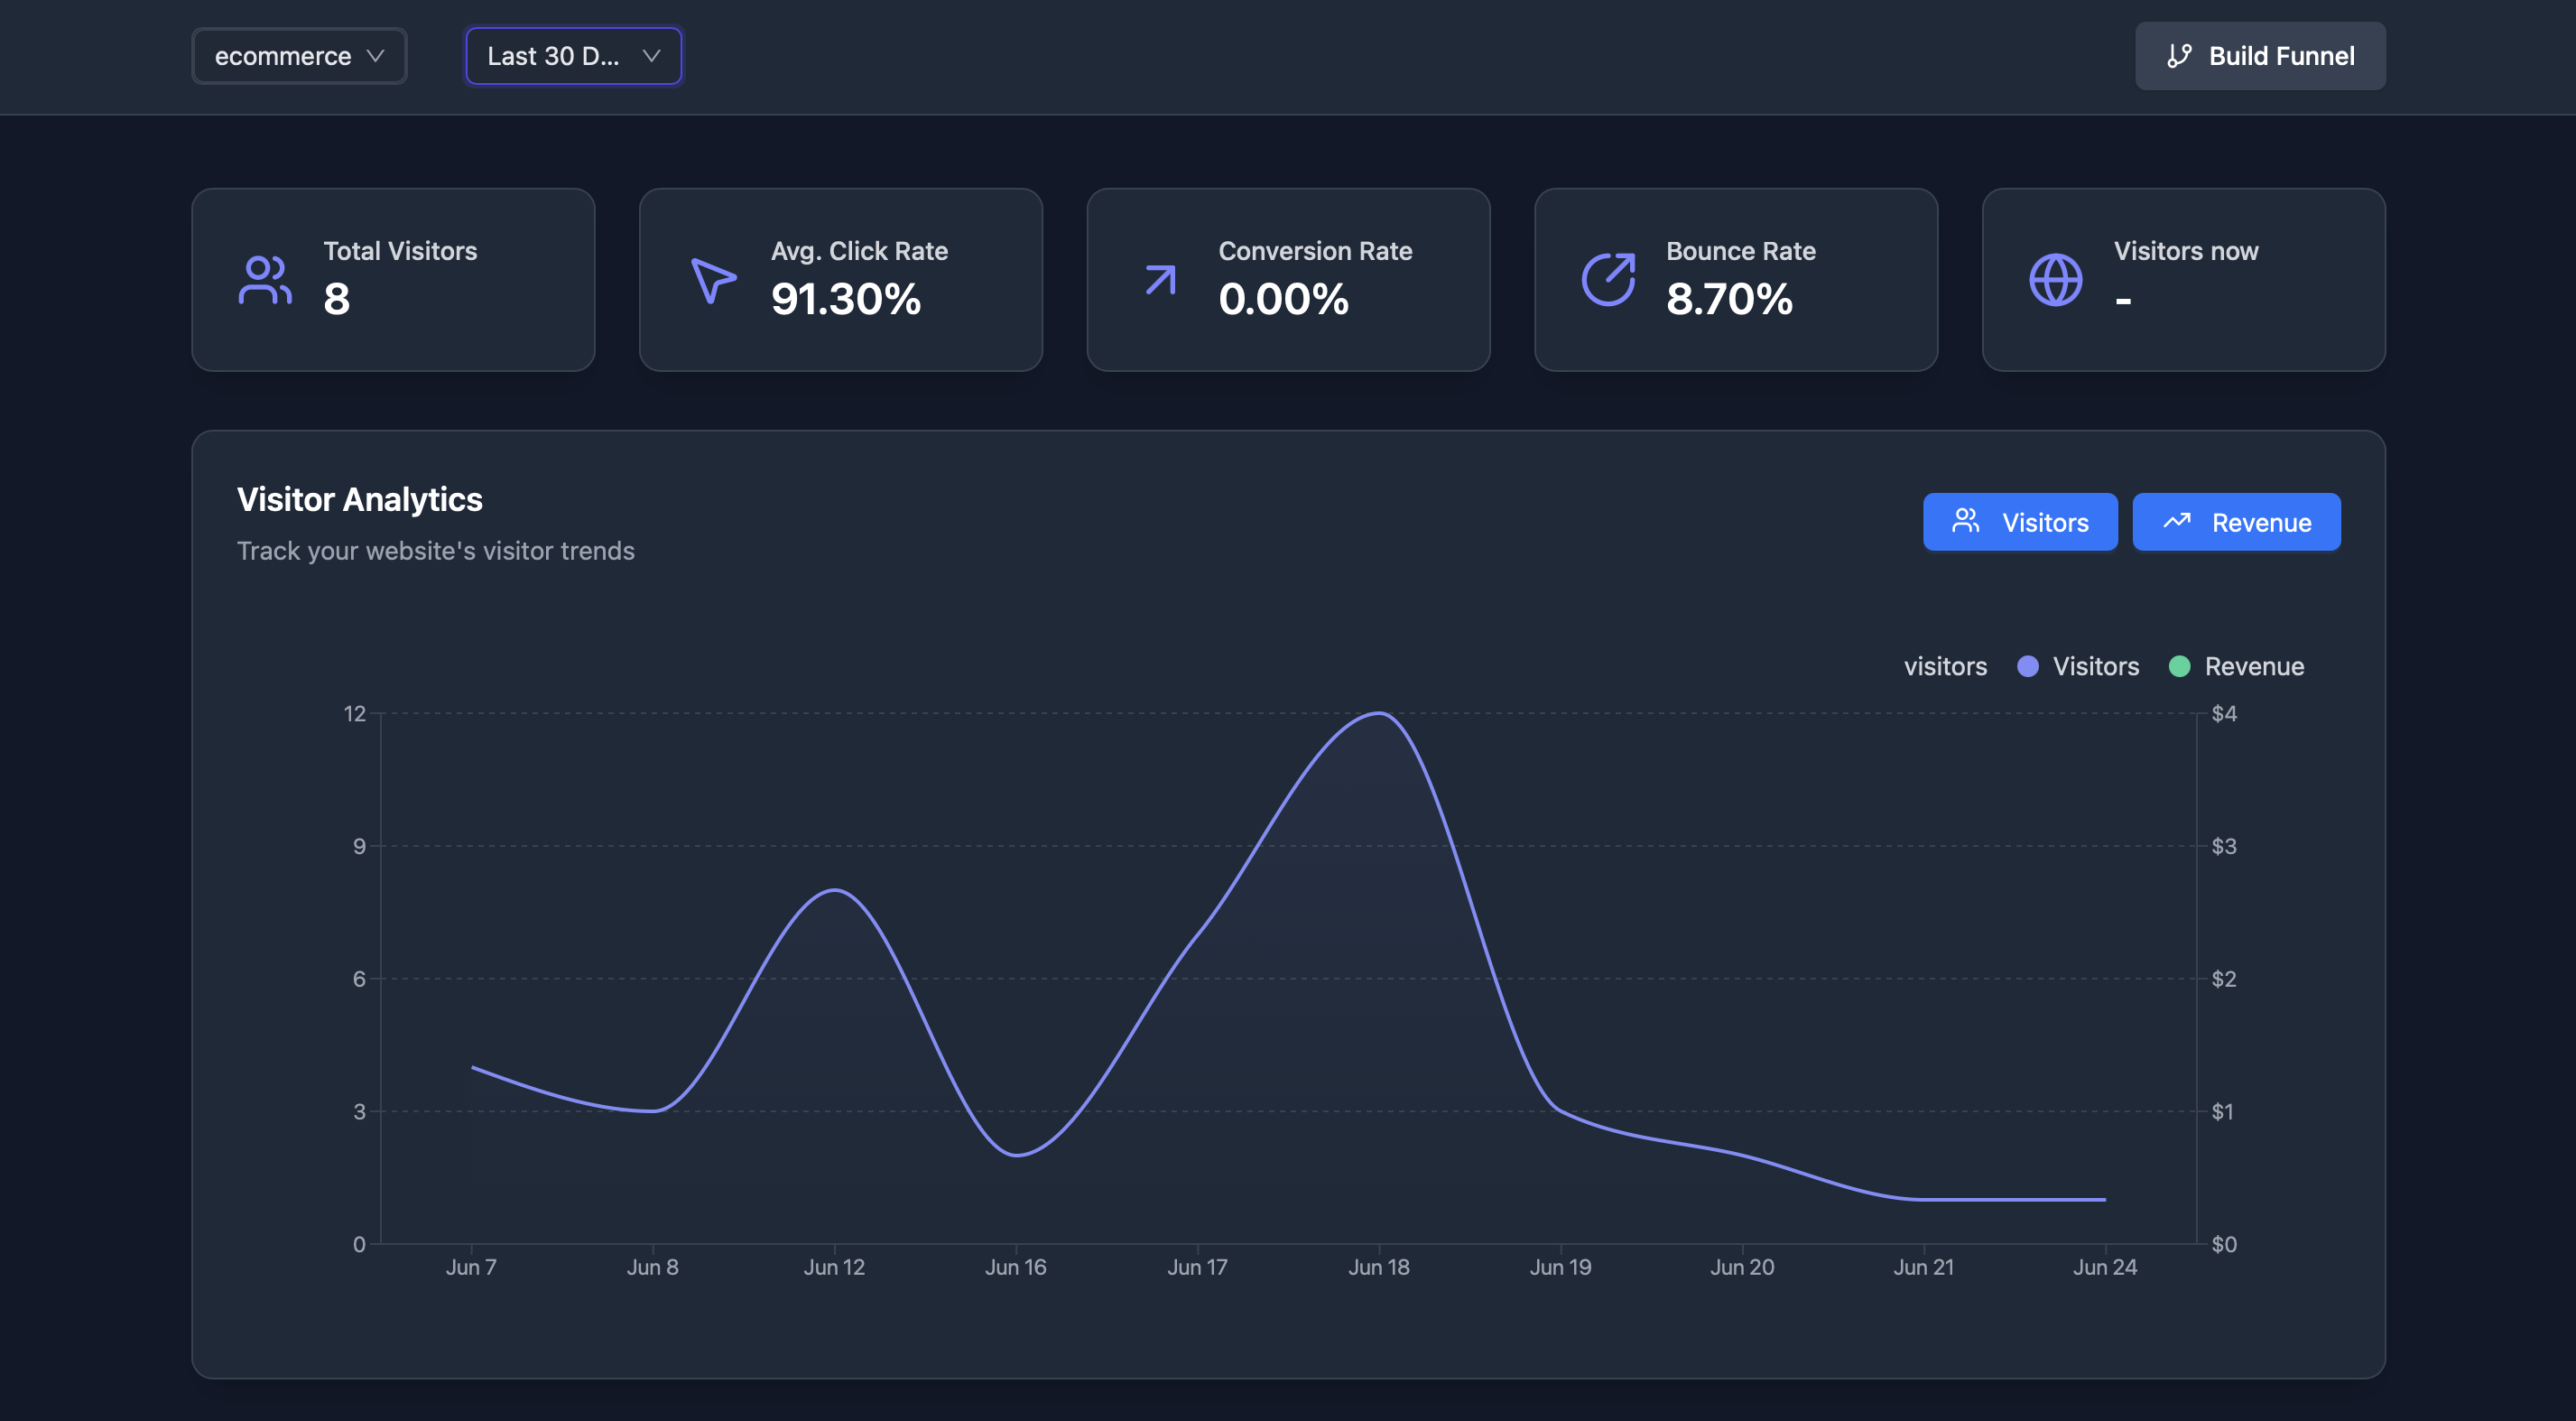 ecommerce
Last 30 D...
Build Funnel
Total Visitors
8
Avg. Click Rate
91.30%
Conversion Rate
0.00%
Bounce Rate
8.70%
Visitors now
-
Visitor Analytics
Track your website's visitor trends
Visitors
Revenue
visitors
Visitors
Revenue
12
9
6
3
0
$4
$3
$2
$1
$0
Jun 7
Jun 8
Jun 12
Jun 16
Jun 17
Jun 18
Jun 19
Jun 20
Jun 21
Jun 24